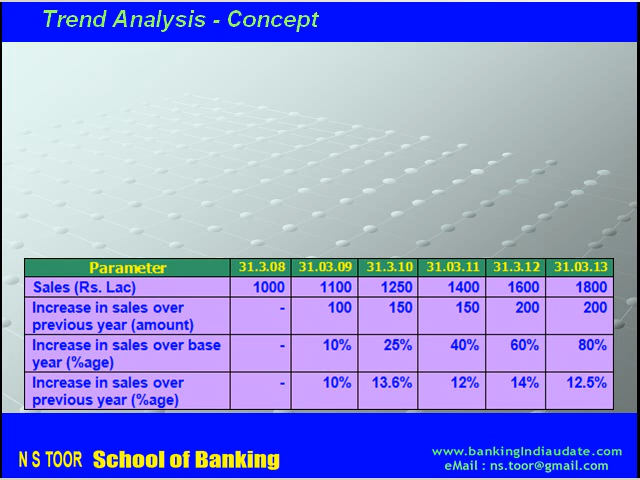 Trend Analysis - Concept
Parameter 31.3.08 31.03.09 31.3.10 31.03.11 31.3.12 31.03.13
Sales (Rs. Lac) 1000 1100 1250 1400 1600 1800
Increase in sales over previous year (amount) - 100 150 150 200 200
Increase in sales over base year (%age) - 10% 25% 40% 60% 80%
Increase in sales over previous year (%age) - 10% 13.6% 12% 14% 12.5%
N S TOOR School of Banking
www.bankingIndiaudate.com
eMail : ns.toor@gmail.com